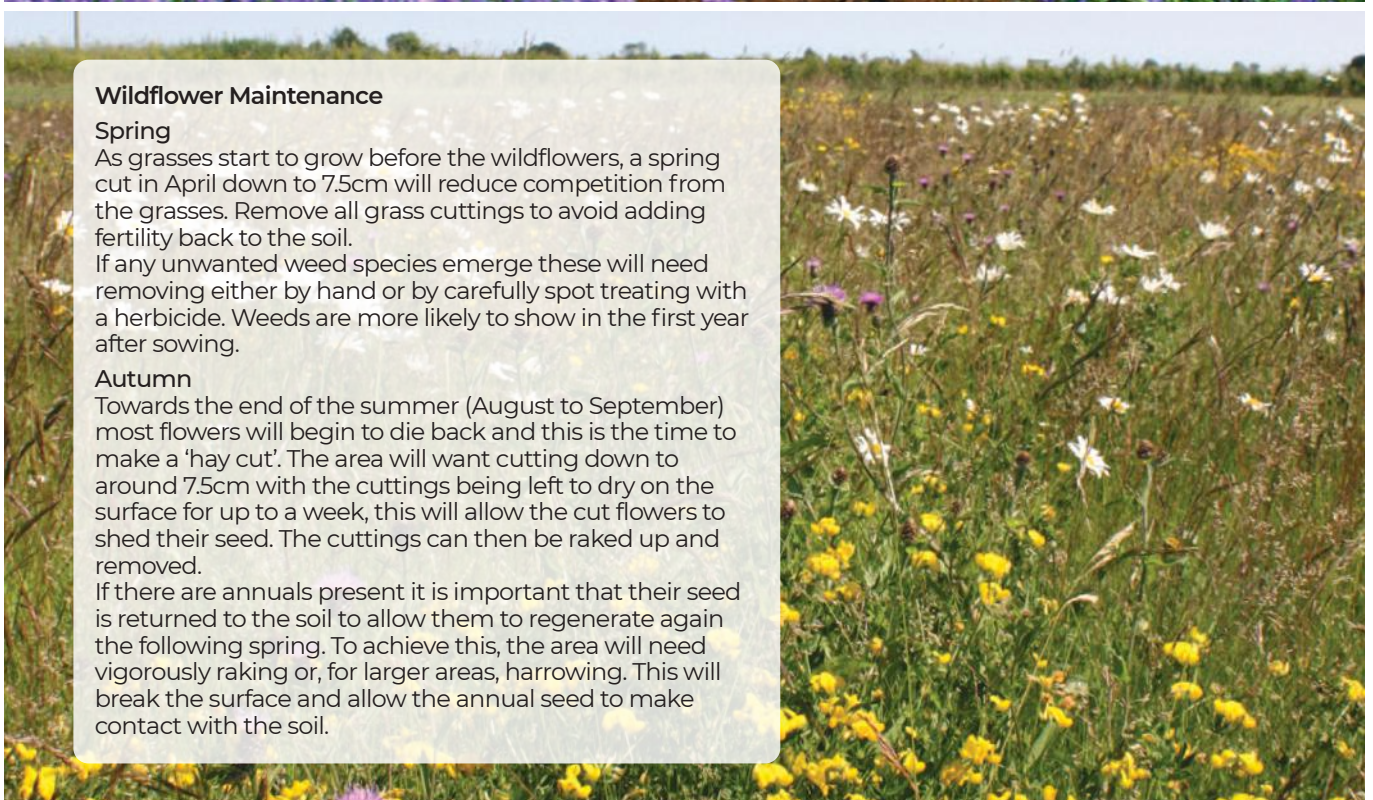 Wildflower Maintenance
Spring
As grasses start to grow before the wildflowers, a spring
cut in April down to 7.5cm will reduce competition from
the grasses. Remove all grass cuttings to avoid adding
fertility back to the soil.
If any unwanted weed species emerge these will need
removing either by hand or by carefully spot treating with
a herbicide. Weeds are more likely to show in the first year
after sowing.
Autumn
Towards the end of the summer (August to September)
most flowers will begin to die back and this is the time to
make a ‘hay cut’. The area will want cutting down to
around 7.5cm with the cuttings being left to dry on the
surface for up to a week, this will allow the cut flowers to
shed their seed. The cuttings can then be raked up and
removed.
If there are annuals present it is important that their seed
is returned to the soil to allow them to regenerate again
the following spring. To achieve this, the area will need
vigorously raking or, for larger areas, harrowing. This will
break the surface and allow the annual seed to make
contact with the soil.